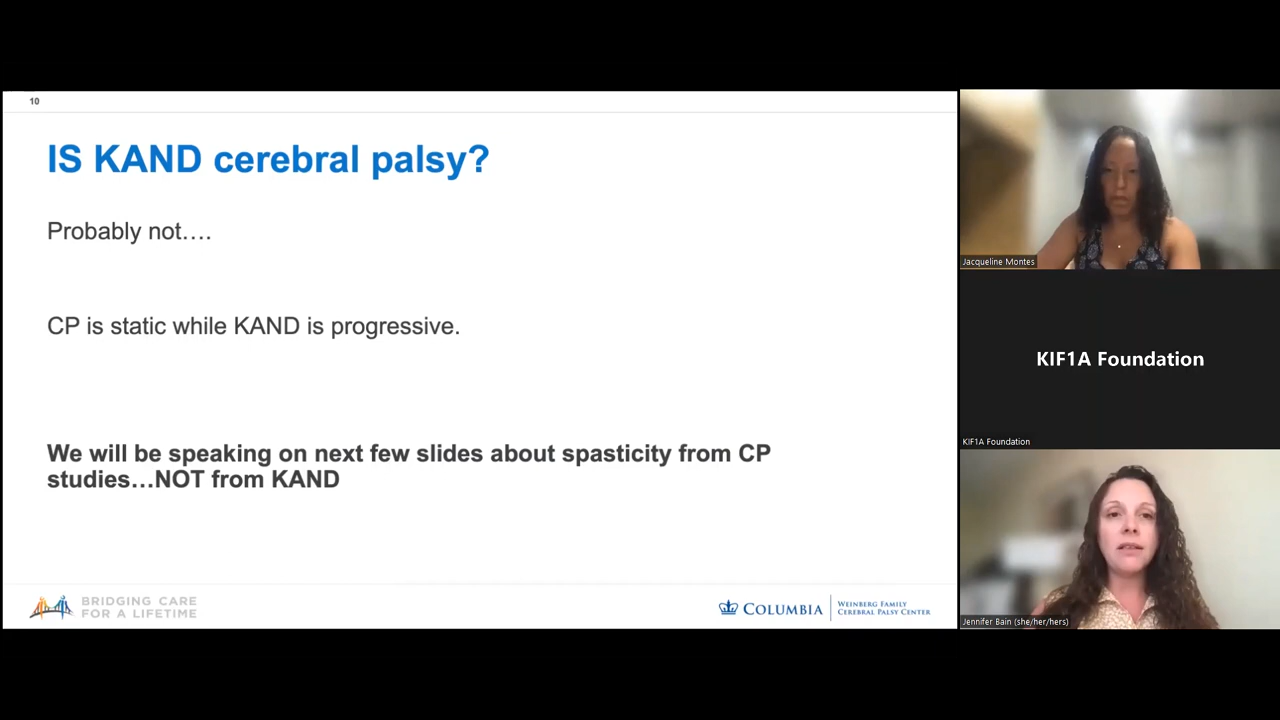 10
IS KAND cerebral palsy?
Probably not....
CP is static while KAND is progressive.
We will be speaking on next few slides about spasticity from CP
studies...NOT from KAND
BRIDGING CARE
FOR A LIFETIME
COLUMBIA
WEINBERG FAMILY
CEREBRAL PALSY CENTER
Jacqueline Montes
KIF1A Foundation
KIF1A Foundation
Jennifer Bain (she/her/hers)